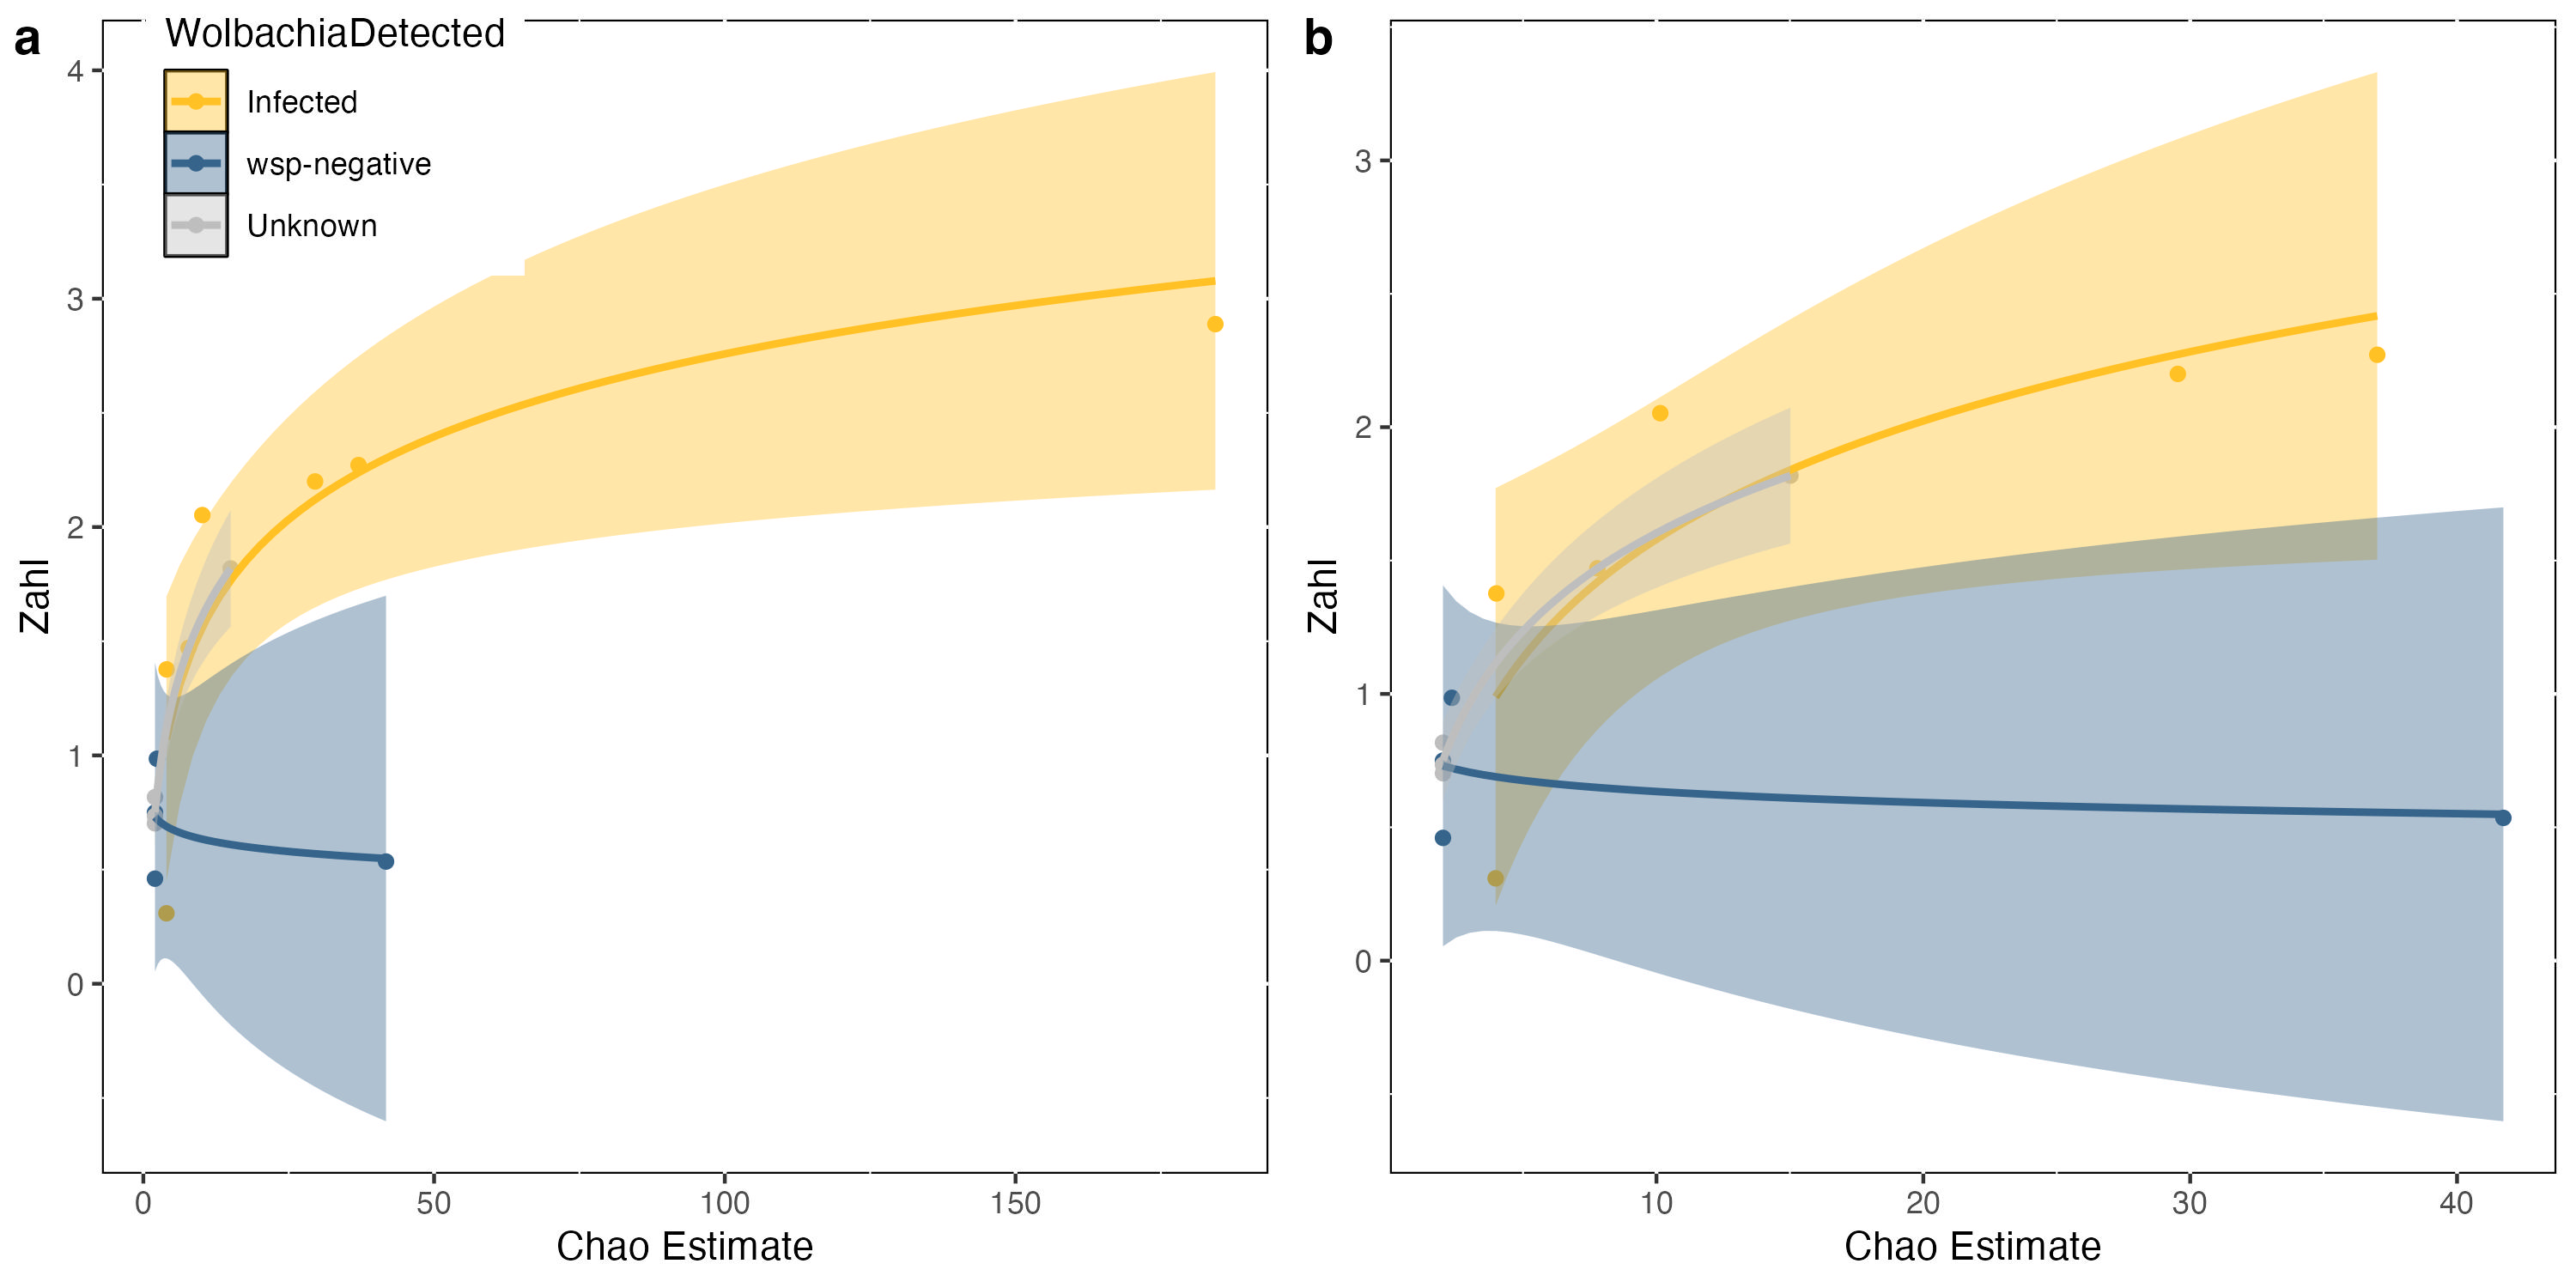 a
WolbachiaDetected
Infected
wsp-negative
Unknown
4
3
2
1
0
Zahl
0 50 100 150
Chao Estimate
b
3
2
1
0
Zahl
10 20 30 40
Chao Estimate